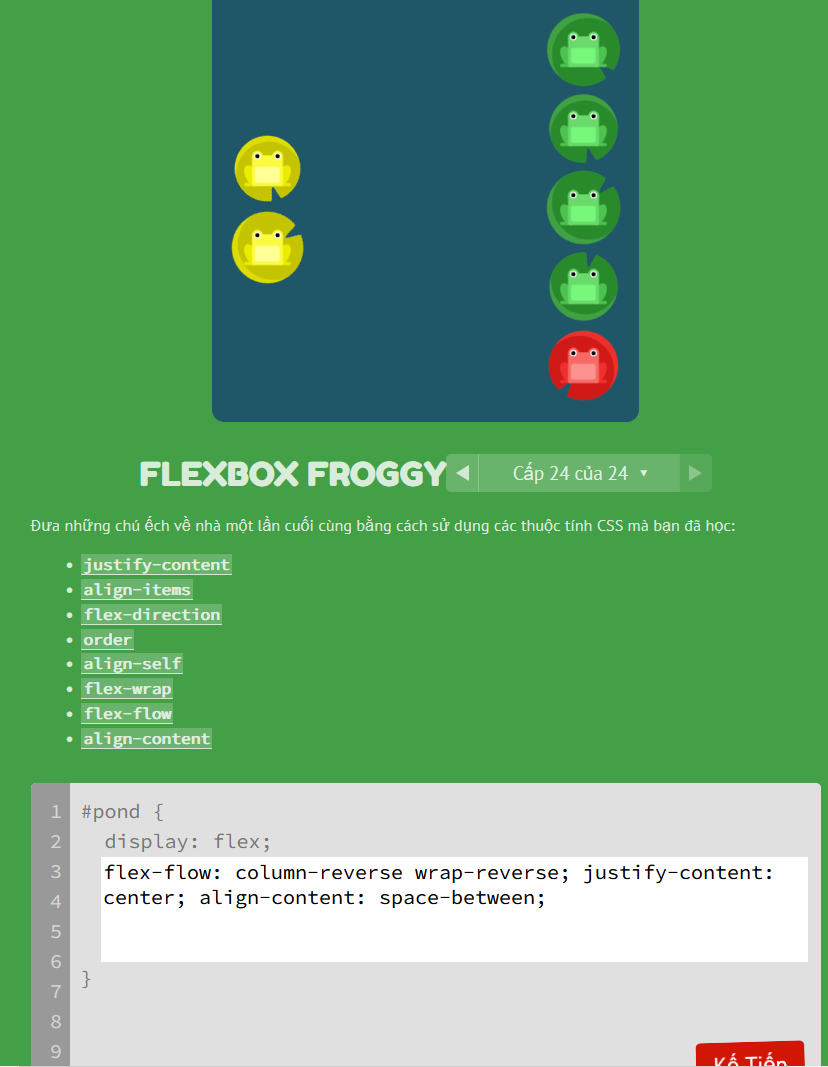 FLEXBOX FROGGY
Cấp 24 của 24 ▼
Đưa những chú ếch về nhà một lần cuối cùng bằng cách sử dụng các thuộc tính CSS mà bạn đã học:
• justify-content
• align-items
• flex-direction
• order
• align-self
• flex-wrap
• flex-flow
• align-content
1 #pond {
2 display: flex;
3 flex-flow: column-reverse wrap-reverse; justify-content:
4 center; align-content: space-between;
5
6
7 }
8
9
Kế Tiếp